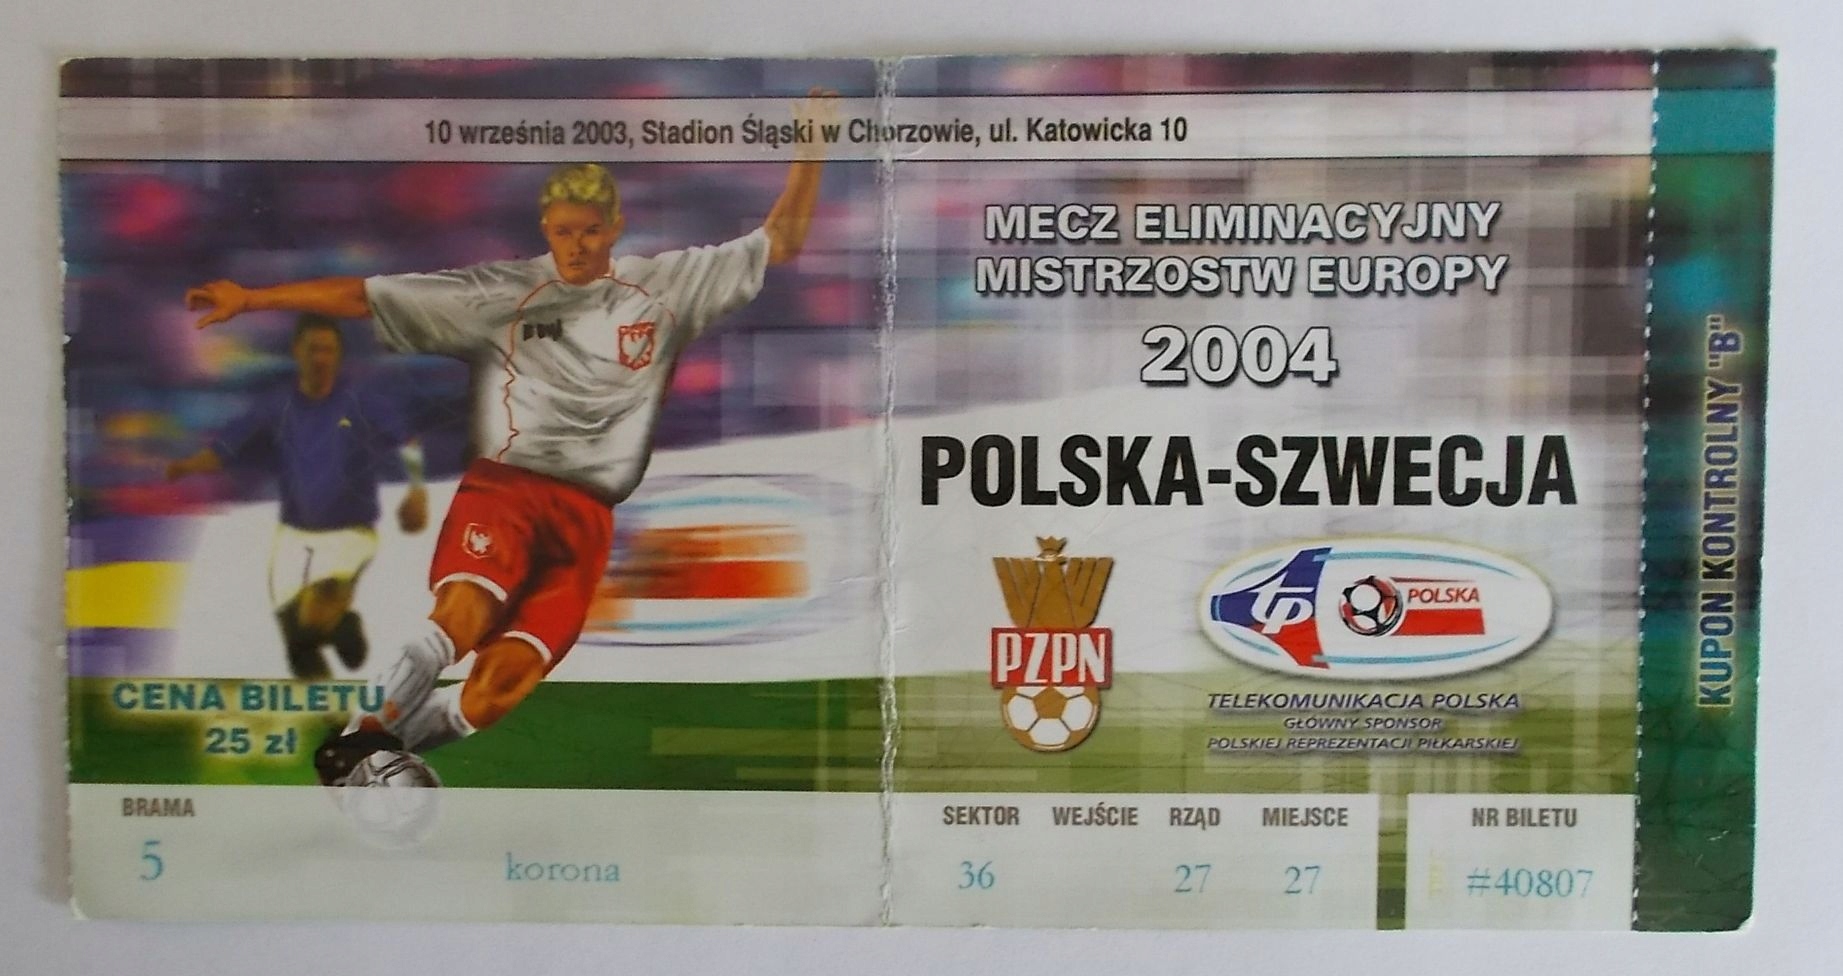 10 września 2003, Stadion Śląski w Chorzowie, ul. Katowicka 10
MECZ ELIMINACYJNY
MISTRZOSTW EUROPY
2004
POLSKA-SZWECJA
PZPN
tp
POLSKA
TELEKOMUNIKACJA POLSKA
GŁÓWNY SPONSOR
POLSKIEJ REPREZENTACJI PIŁKARSKIEJ
CENA BILETU
25 zł
BRAMA
5
korona
SEKTOR WEJŚCIE RZĄD MIEJSCE
36 27 27
NR BILETU
#40807
KUPON KONTROLNY "B"